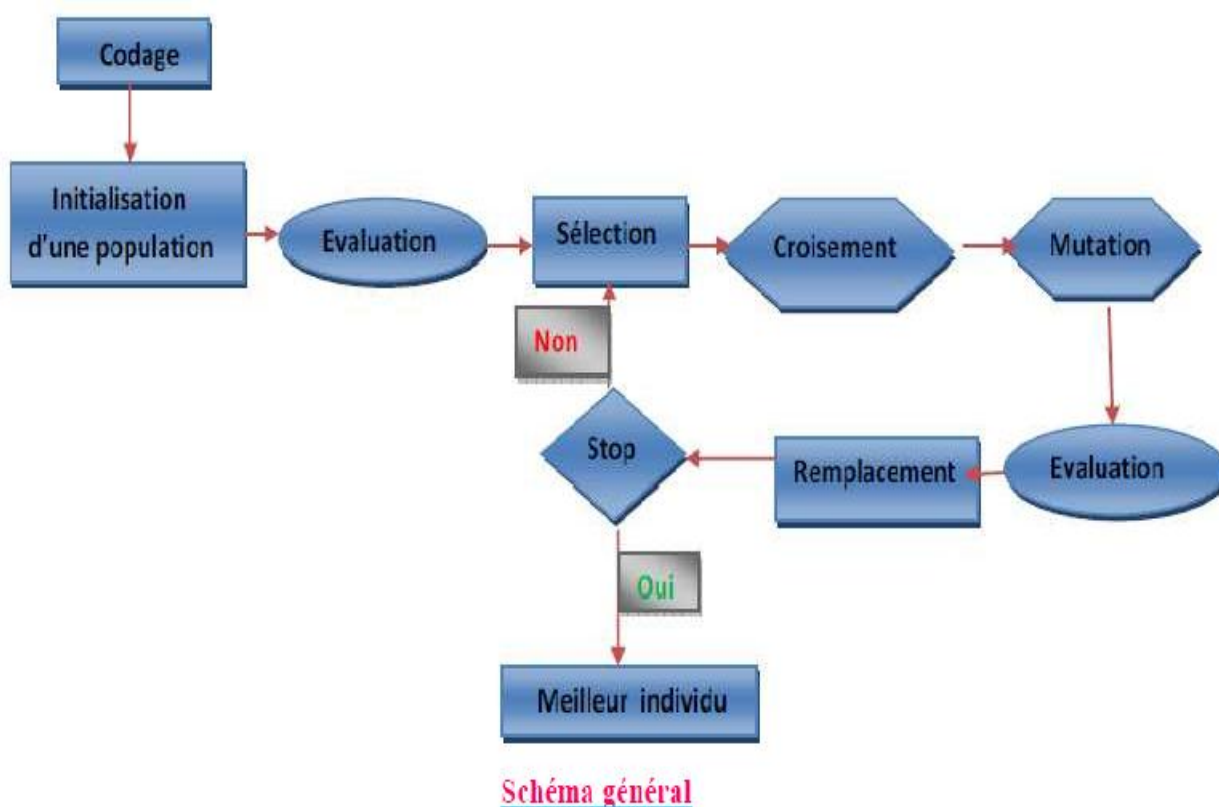 Codage
Initialisation
d'une population
Evaluation
Sélection
Croisement
Mutation
Non
Stop
Remplacement
Evaluation
Oui
Meilleur individu
Schéma général